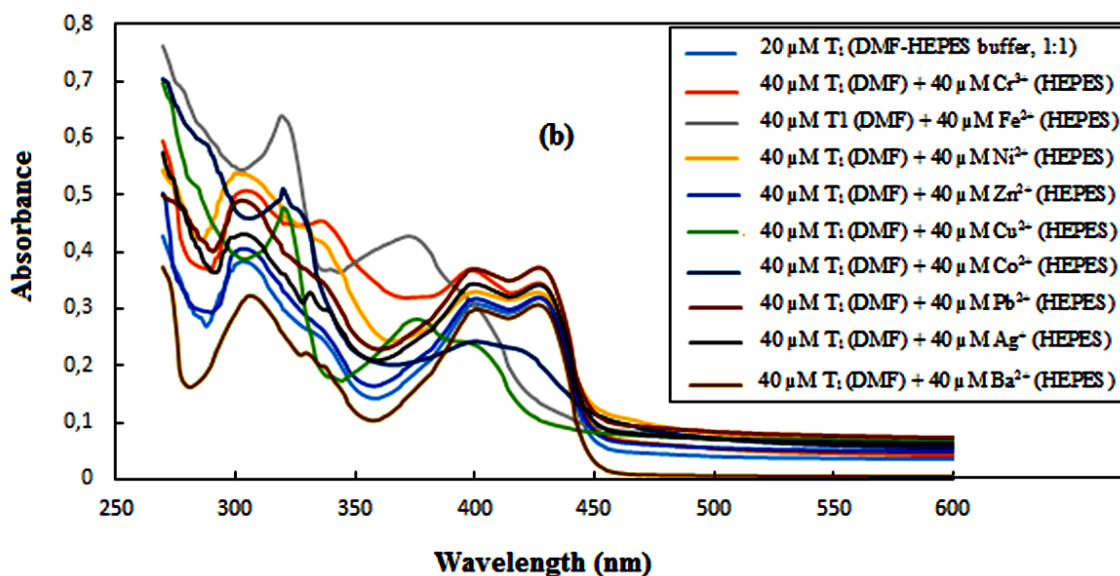 0,8
0,7
0,6
0,5
0,4
0,3
0,2
0,1
0
Absorbance
250 300 350 400 450 500 550 600
Wavelength (nm)
(b)
20 µM T₁ (DMF-HEPES buffer, 1:1)
40 µM T₁ (DMF) + 40 µM Cr³⁺ (HEPES)
40 µM T1 (DMF) + 40 µM Fe²⁺ (HEPES)
40 µM T₁ (DMF) + 40 µM Ni²⁺ (HEPES)
40 µM T₁ (DMF) + 40 µM Zn²⁺ (HEPES)
40 µM T₁ (DMF) + 40 µM Cu²⁺ (HEPES)
40 µM T₁ (DMF) + 40 µM Co²⁺ (HEPES)
40 µM T₁ (DMF) + 40 µM Pb²⁺ (HEPES)
40 µM T₁ (DMF) + 40 µM Ag⁺ (HEPES)
40 µM T₁ (DMF) + 40 µM Ba²⁺ (HEPES)